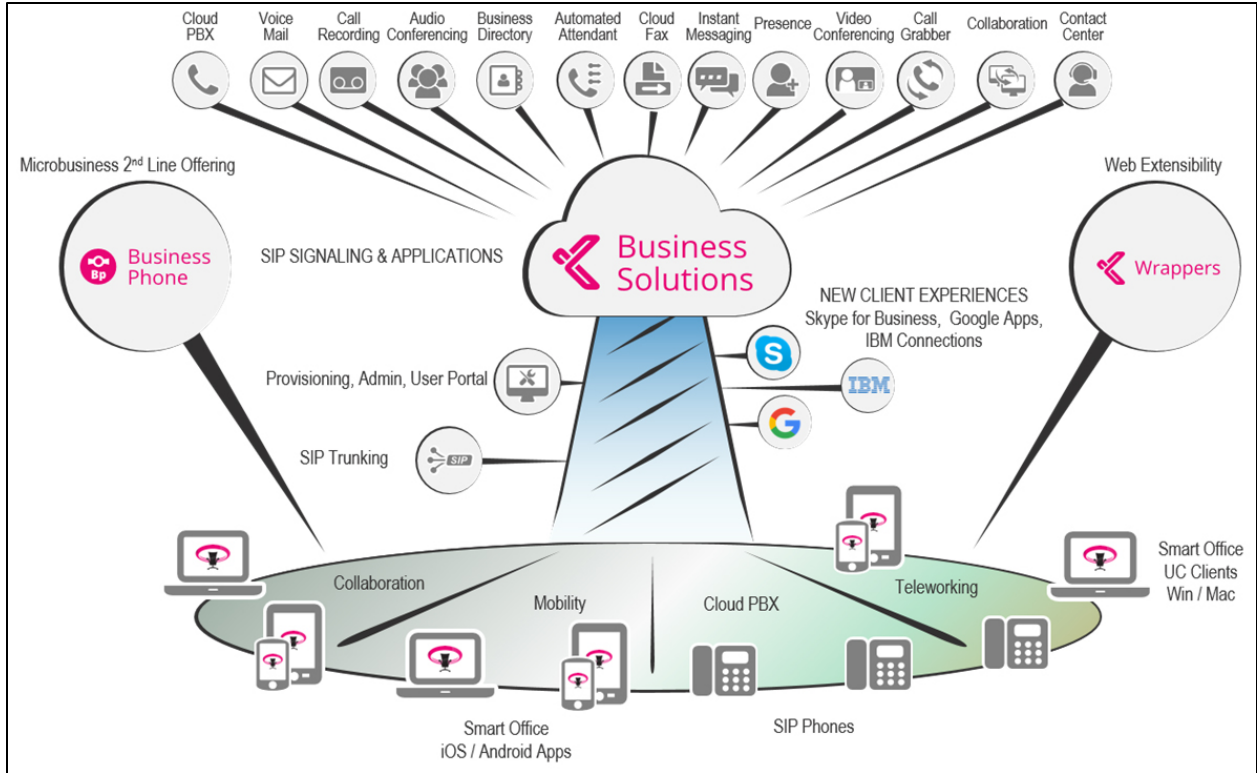 Cloud
PBX
Voice
Mail
Call
Recording
Audio
Conferencing
Business
Directory
Automated
Attendant
Cloud
Fax
Instant
Messaging
Presence
Video
Conferencing
Call
Grabber
Collaboration
Contact
Center
Microbusiness 2nd Line Offering
Web Extensibility
Bp
Business
Phone
SIP SIGNALING & APPLICATIONS
Business
Solutions
Wrappers
NEW CLIENT EXPERIENCES
Skype for Business, Google Apps,
IBM Connections
S
Provisioning, Admin, User Portal
IBM
G
SIP Trunking
SIP
Collaboration
Mobility
Cloud PBX
Teleworking
Smart Office
UC Clients
Win / Mac
Smart Office
iOS / Android Apps
SIP Phones